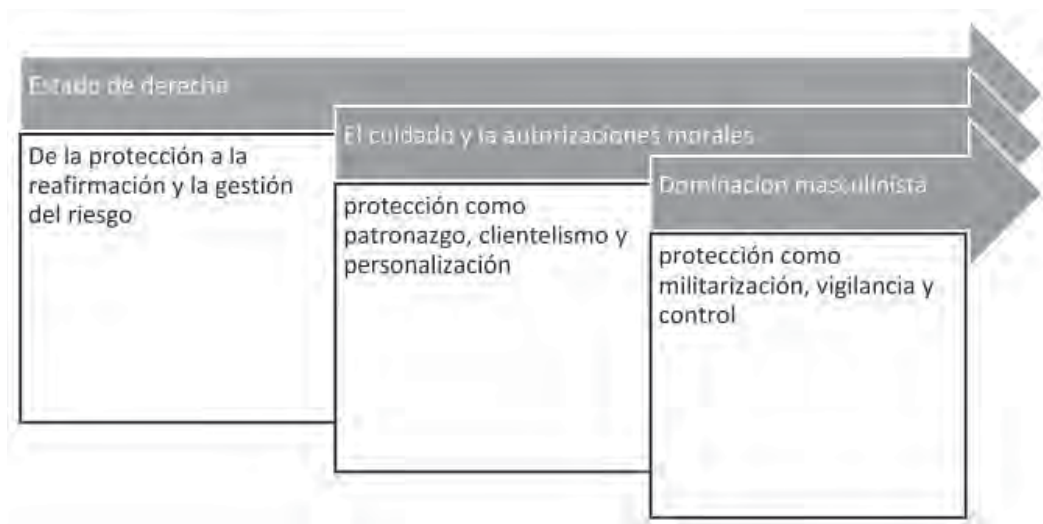 Estado de derecho
De la protección a la
reafirmación y la gestión
del riesgo
El cuidado y la autorizaciones morales
protección como
patronazgo, clientelismo y
personalización
Dominacion masculinista
protección como
militarización, vigilancia y
control